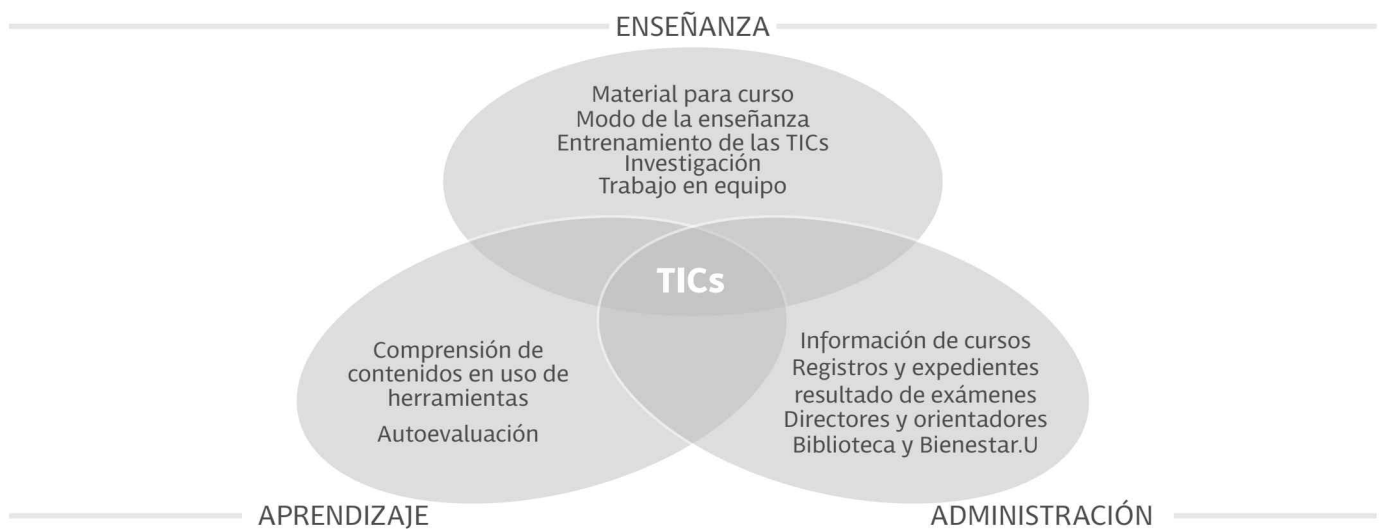 ENSEÑANZA
Material para curso
Modo de la enseñanza
Entrenamiento de las TICs
Investigación
Trabajo en equipo
TICs
Comprensión de
contenidos en uso de
herramientas
Autoevaluación
Información de cursos
Registros y expedientes
resultado de exámenes
Directores y orientadores
Biblioteca y Bienestar.U
APRENDIZAJE
ADMINISTRACIÓN